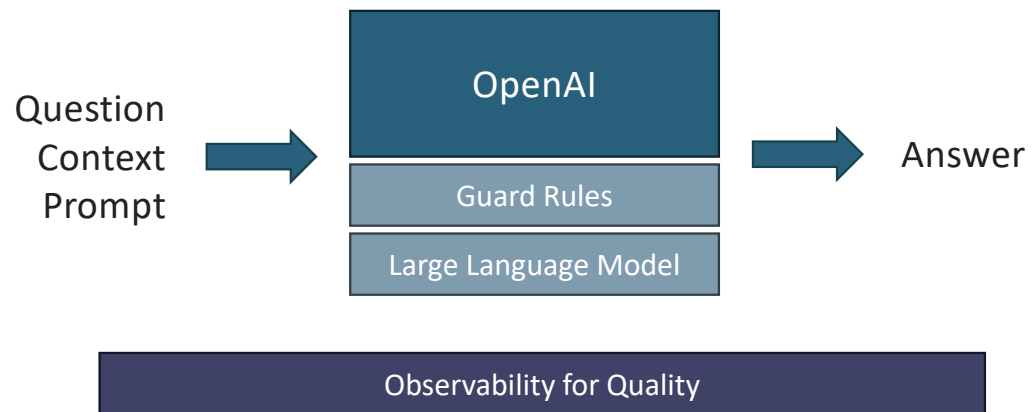 Question
Context
Prompt
OpenAI
Guard Rules
Large Language Model
Answer
Observability for Quality